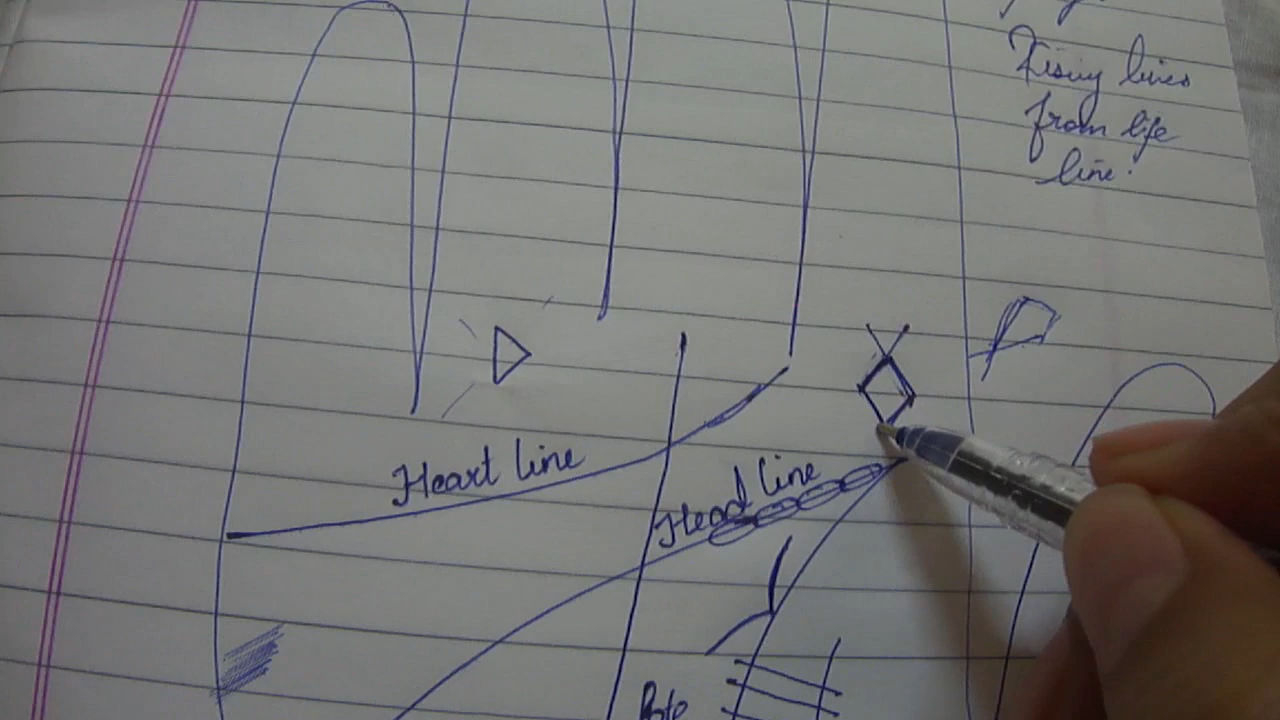 Rising lines
from life
line.
Heart line
Head line